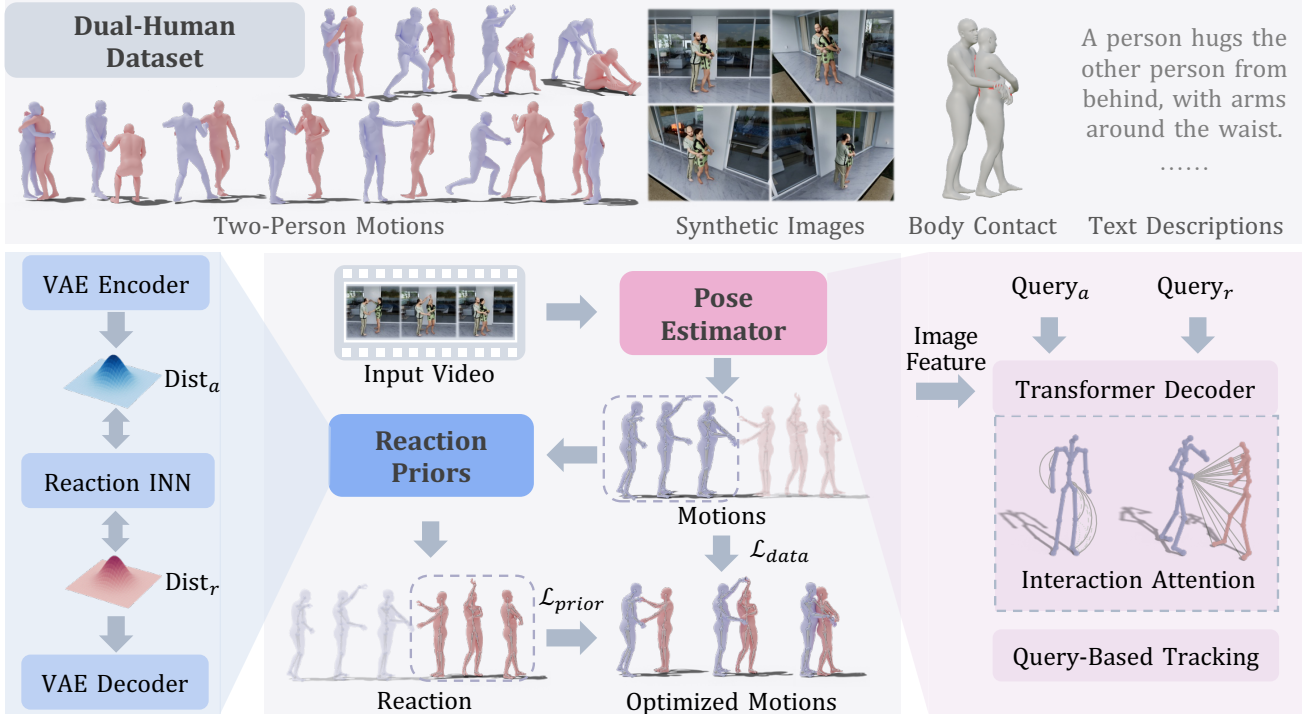 Dual-Human
Dataset
A person hugs the
other person from
behind, with arms
around the waist.
......
Two-Person Motions
Synthetic Images
Body Contact
Text Descriptions
VAE Encoder
Dist_a
Reaction INN
Dist_r
VAE Decoder
Input Video
Pose
Estimator
Reaction
Priors
Motions
ℒ_data
ℒ_prior
Reaction
Optimized Motions
Query_a
Query_r
Image
Feature
Transformer Decoder
Interaction Attention
Query-Based Tracking